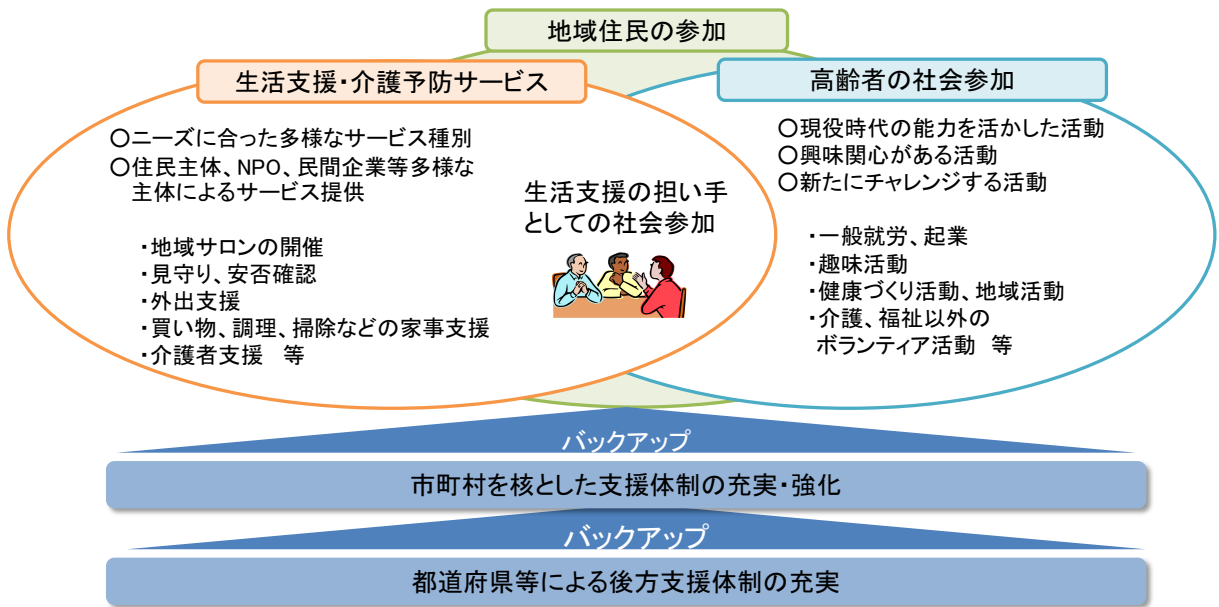 地域住民の参加
生活支援・介護予防サービス
○ニーズに合った多様なサービス種別
○住民主体、NPO、民間企業等多様な
主体によるサービス提供
・地域サロンの開催
・見守り、安否確認
・外出支援
・買い物、調理、掃除などの家事支援
・介護者支援　等
生活支援の担い手
としての社会参加
高齢者の社会参加
○現役時代の能力を活かした活動
○興味関心がある活動
○新たにチャレンジする活動
・一般就労、起業
・趣味活動
・健康づくり活動、地域活動
・介護、福祉以外の
ボランティア活動　等
バックアップ
市町村を核とした支援体制の充実・強化
バックアップ
都道府県等による後方支援体制の充実